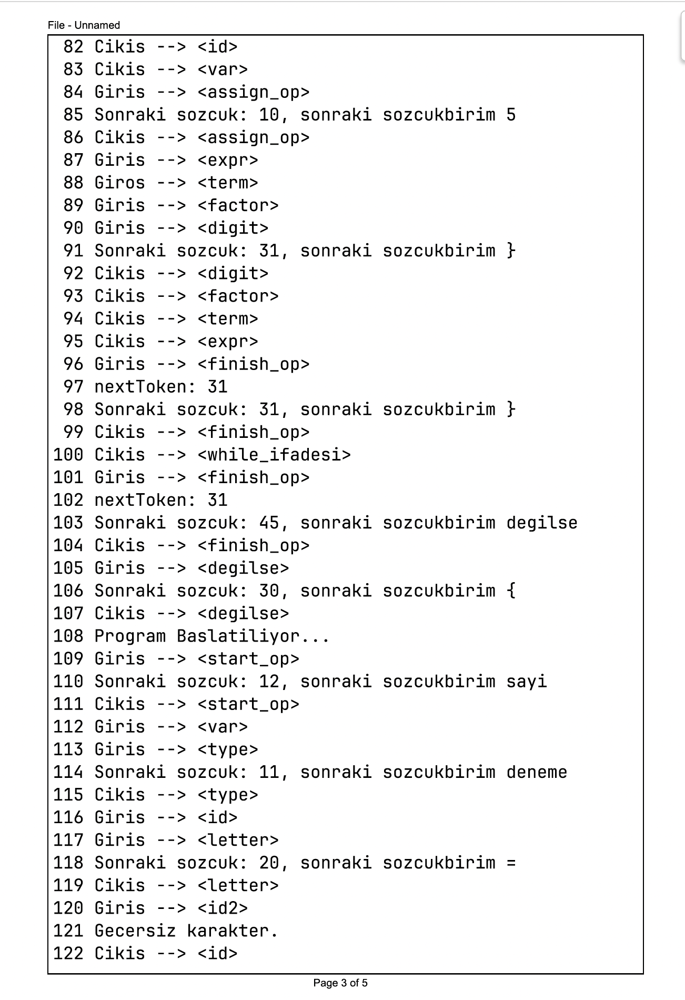 File - Unnamed
82 Cikis --> <id>
83 Cikis --> <var>
84 Giris --> <assign_op>
85 Sonraki sozcuk: 10, sonraki sozcukbirim 5
86 Cikis --> <assign_op>
87 Giris --> <expr>
88 Giros --> <term>
89 Giris --> <factor>
90 Giris --> <digit>
91 Sonraki sozcuk: 31, sonraki sozcukbirim }
92 Cikis --> <digit>
93 Cikis --> <factor>
94 Cikis --> <term>
95 Cikis --> <expr>
96 Giris --> <finish_op>
97 nextToken: 31
98 Sonraki sozcuk: 31, sonraki sozcukbirim }
99 Cikis --> <finish_op>
100 Cikis --> <while_ifadesi>
101 Giris --> <finish_op>
102 nextToken: 31
103 Sonraki sozcuk: 45, sonraki sozcukbirim degilse
104 Cikis --> <finish_op>
105 Giris --> <degilse>
106 Sonraki sozcuk: 30, sonraki sozcukbirim {
107 Cikis --> <degilse>
108 Program Baslatiliyor...
109 Giris --> <start_op>
110 Sonraki sozcuk: 12, sonraki sozcukbirim sayi
111 Cikis --> <start_op>
112 Giris --> <var>
113 Giris --> <type>
114 Sonraki sozcuk: 11, sonraki sozcukbirim deneme
115 Cikis --> <type>
116 Giris --> <id>
117 Giris --> <letter>
118 Sonraki sozcuk: 20, sonraki sozcukbirim =
119 Cikis --> <letter>
120 Giris --> <id2>
121 Gecersiz karakter.
122 Cikis --> <id>
Page 3 of 5